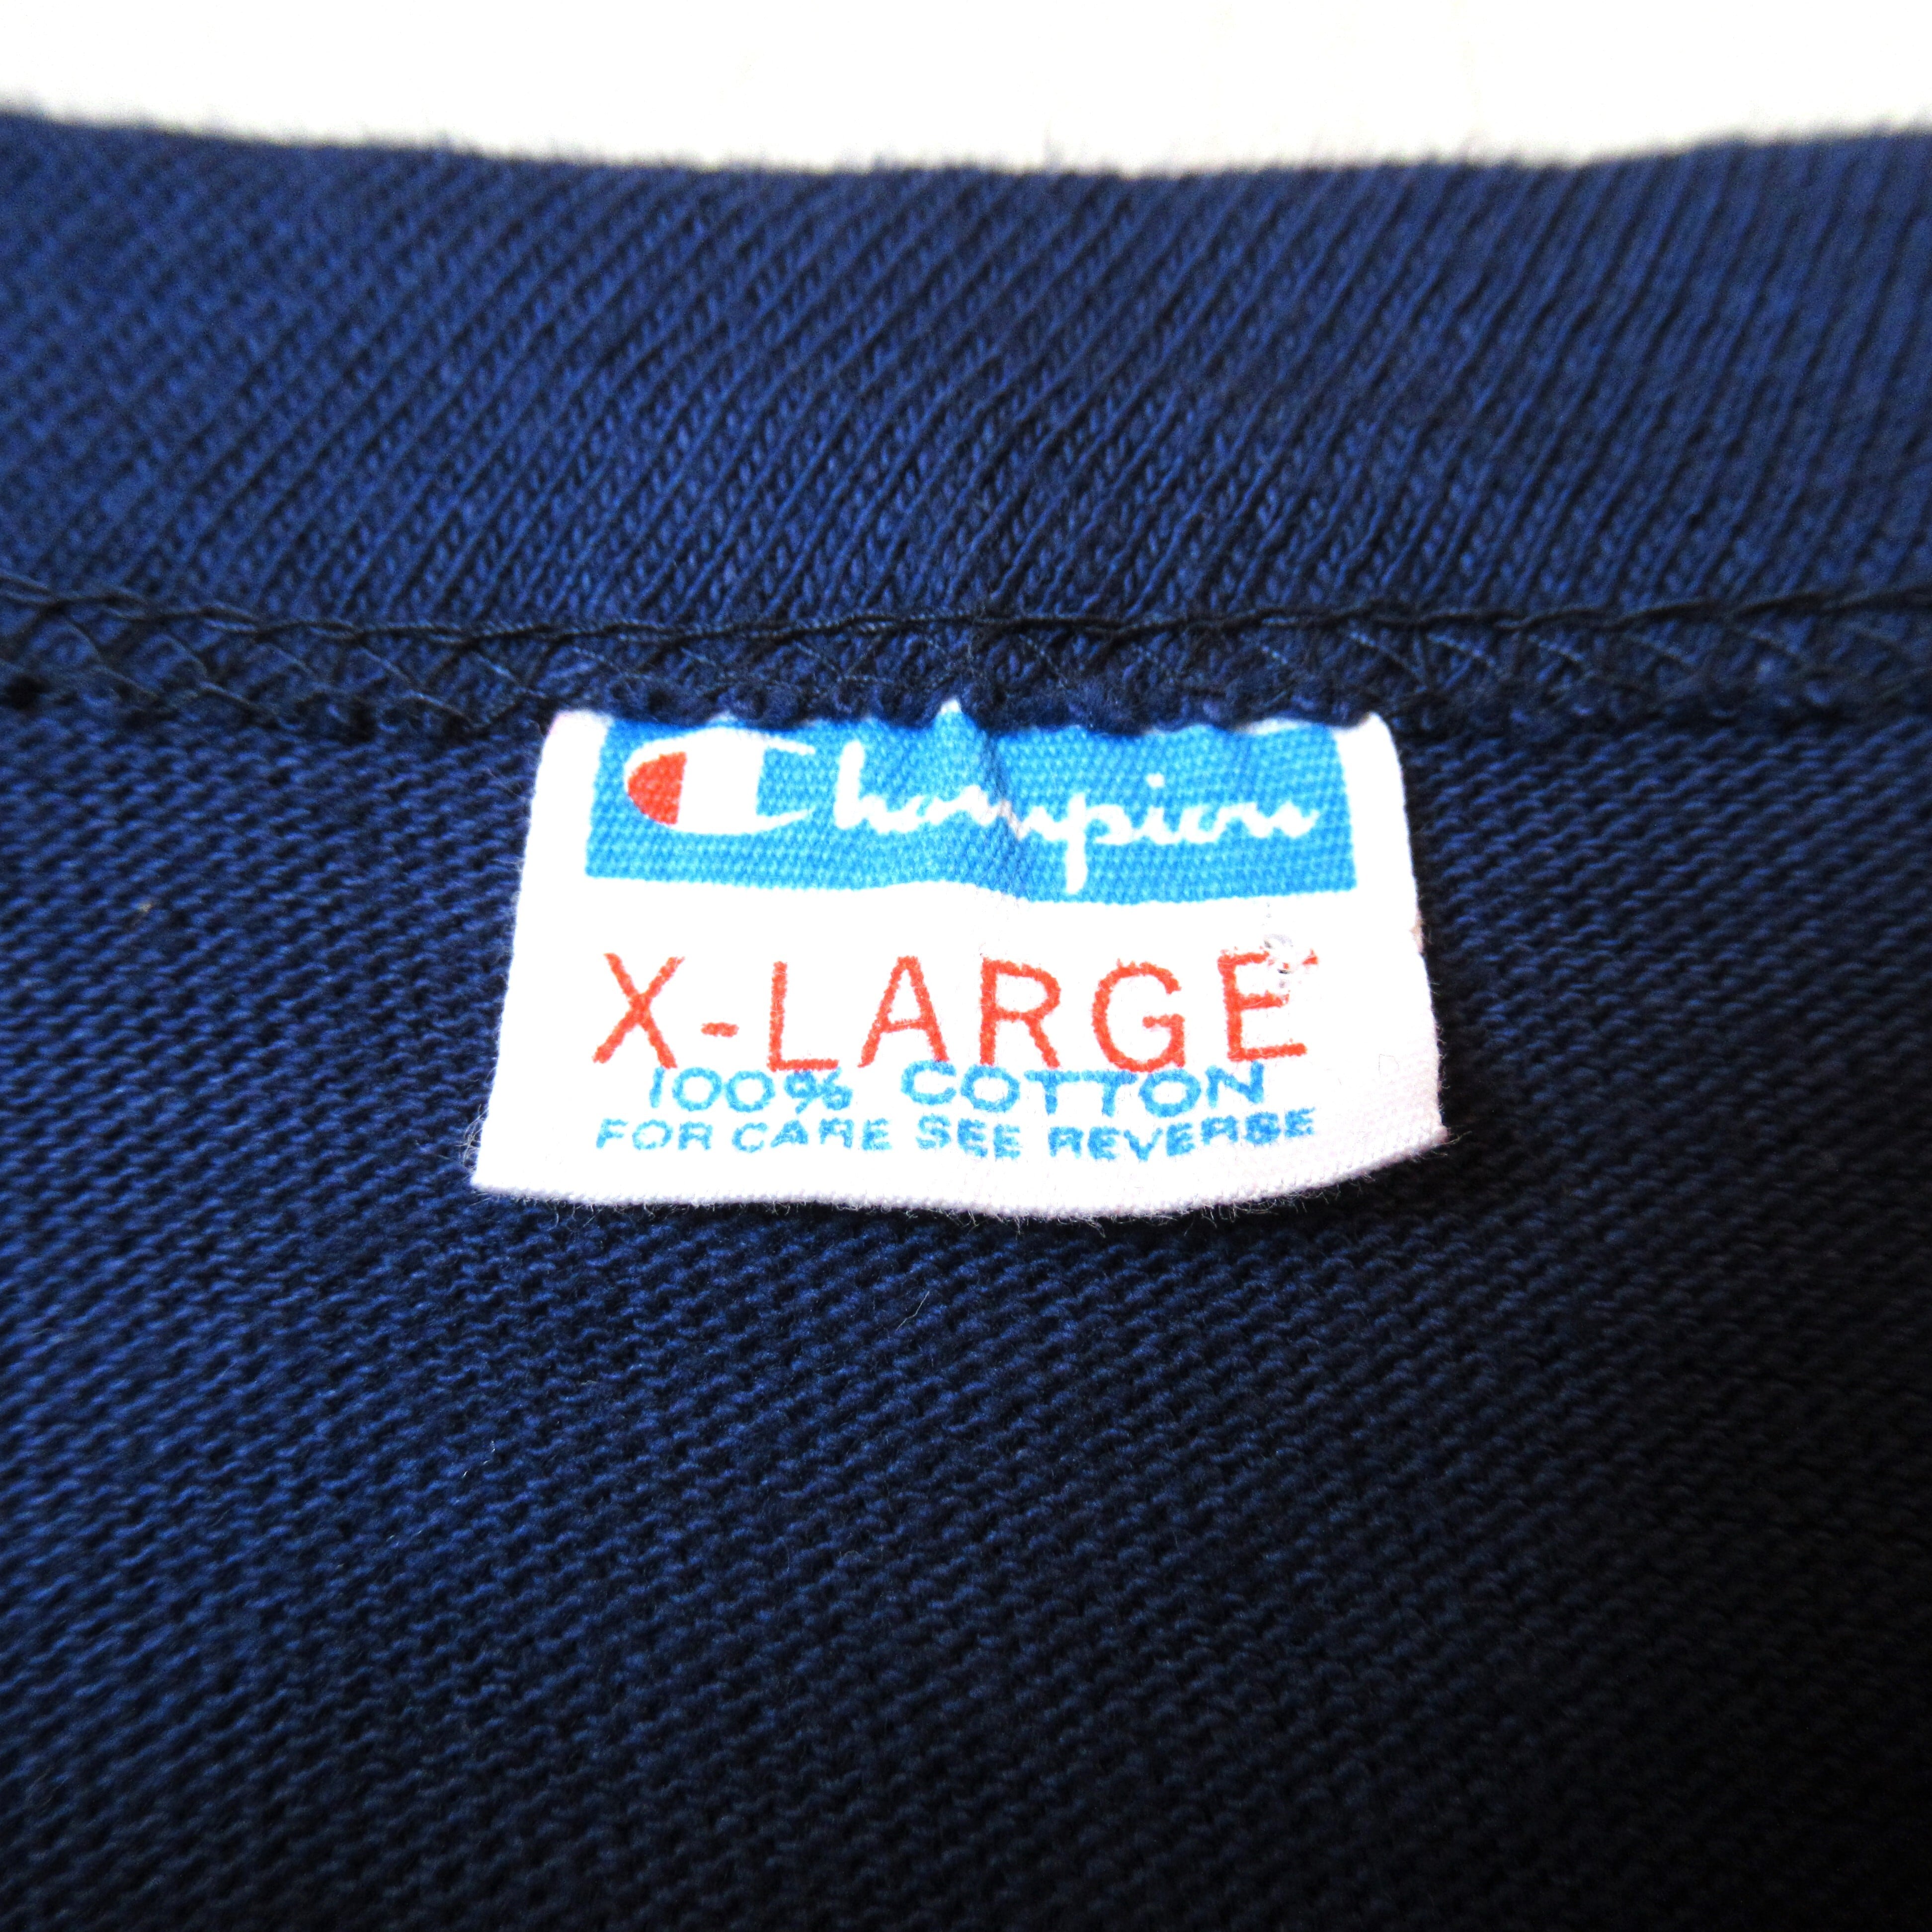 Champion
X-LARGE
100% COTTON
FOR CARE SEE REVERSE